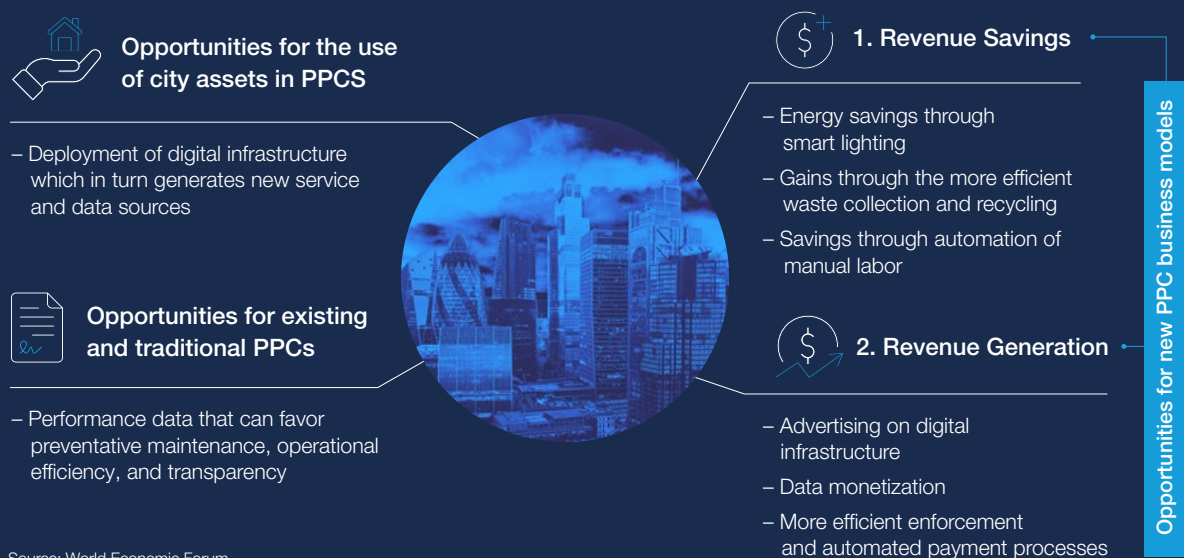 Opportunities for the use
of city assets in PPCS
– Deployment of digital infrastructure
which in turn generates new service
and data sources
Opportunities for existing
and traditional PPCs
– Performance data that can favor
preventative maintenance, operational
efficiency, and transparency
1. Revenue Savings
– Energy savings through
smart lighting
– Gains through the more efficient
waste collection and recycling
– Savings through automation of
manual labor
2. Revenue Generation
– Advertising on digital
infrastructure
– Data monetization
– More efficient enforcement
and automated payment processes
Opportunities for new PPC business models
Source: World Economic Forum